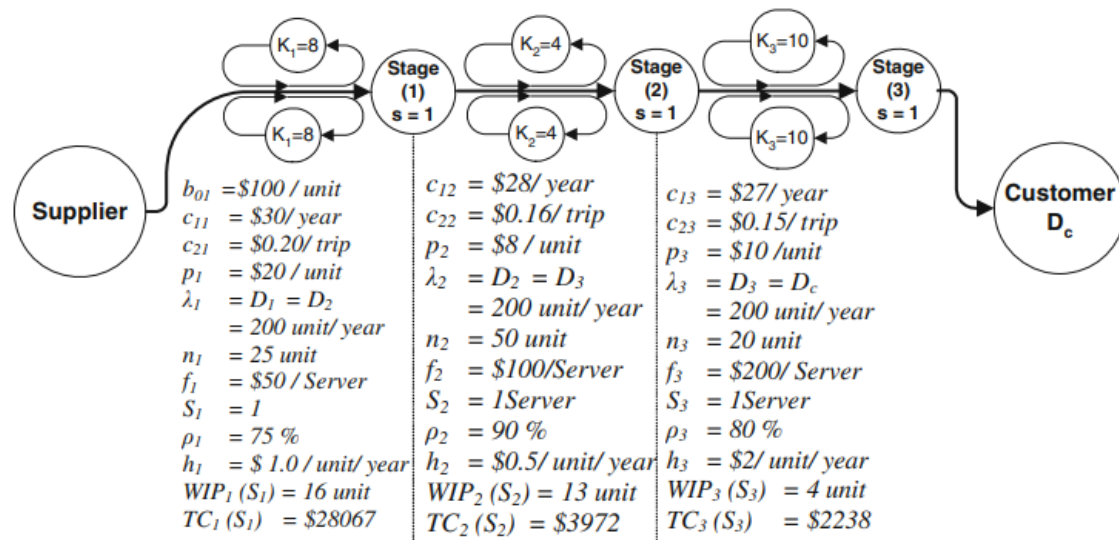 K₁=8
K₁=8
K₂=4
K₂=4
K₃=10
K₃=10
Stage
(1)
s = 1
Stage
(2)
s = 1
Stage
(3)
s = 1
Supplier
Customer
D_c
b₀₁ =$100 / unit
c₁₁ = $30/ year
c₂₁ = $0.20/ trip
p₁ = $20 / unit
λ₁ = D₁ = D₂
= 200 unit/ year
n₁ = 25 unit
f₁ = $50 / Server
S₁ = 1
ρ₁ = 75 %
h₁ = $ 1.0 / unit/ year
WIP₁ (S₁) = 16 unit
TC₁ (S₁) = $28067
c₁₂ = $28/ year
c₂₂ = $0.16/ trip
p₂ = $8 / unit
λ₂ = D₂ = D₃
= 200 unit/ year
n₂ = 50 unit
f₂ = $100/Server
S₂ = 1Server
ρ₂ = 90 %
h₂ = $0.5/ unit/ year
WIP₂ (S₂) = 13 unit
TC₂ (S₂) = $3972
c₁₃ = $27/ year
c₂₃ = $0.15/ trip
p₃ = $10 /unit
λ₃ = D₃ = D_c
= 200 unit/ year
n₃ = 20 unit
f₃ = $200/ Server
S₃ = 1Server
ρ₃ = 80 %
h₃ = $2/ unit/ year
WIP₃ (S₃) = 4 unit
TC₃ (S₃) = $2238